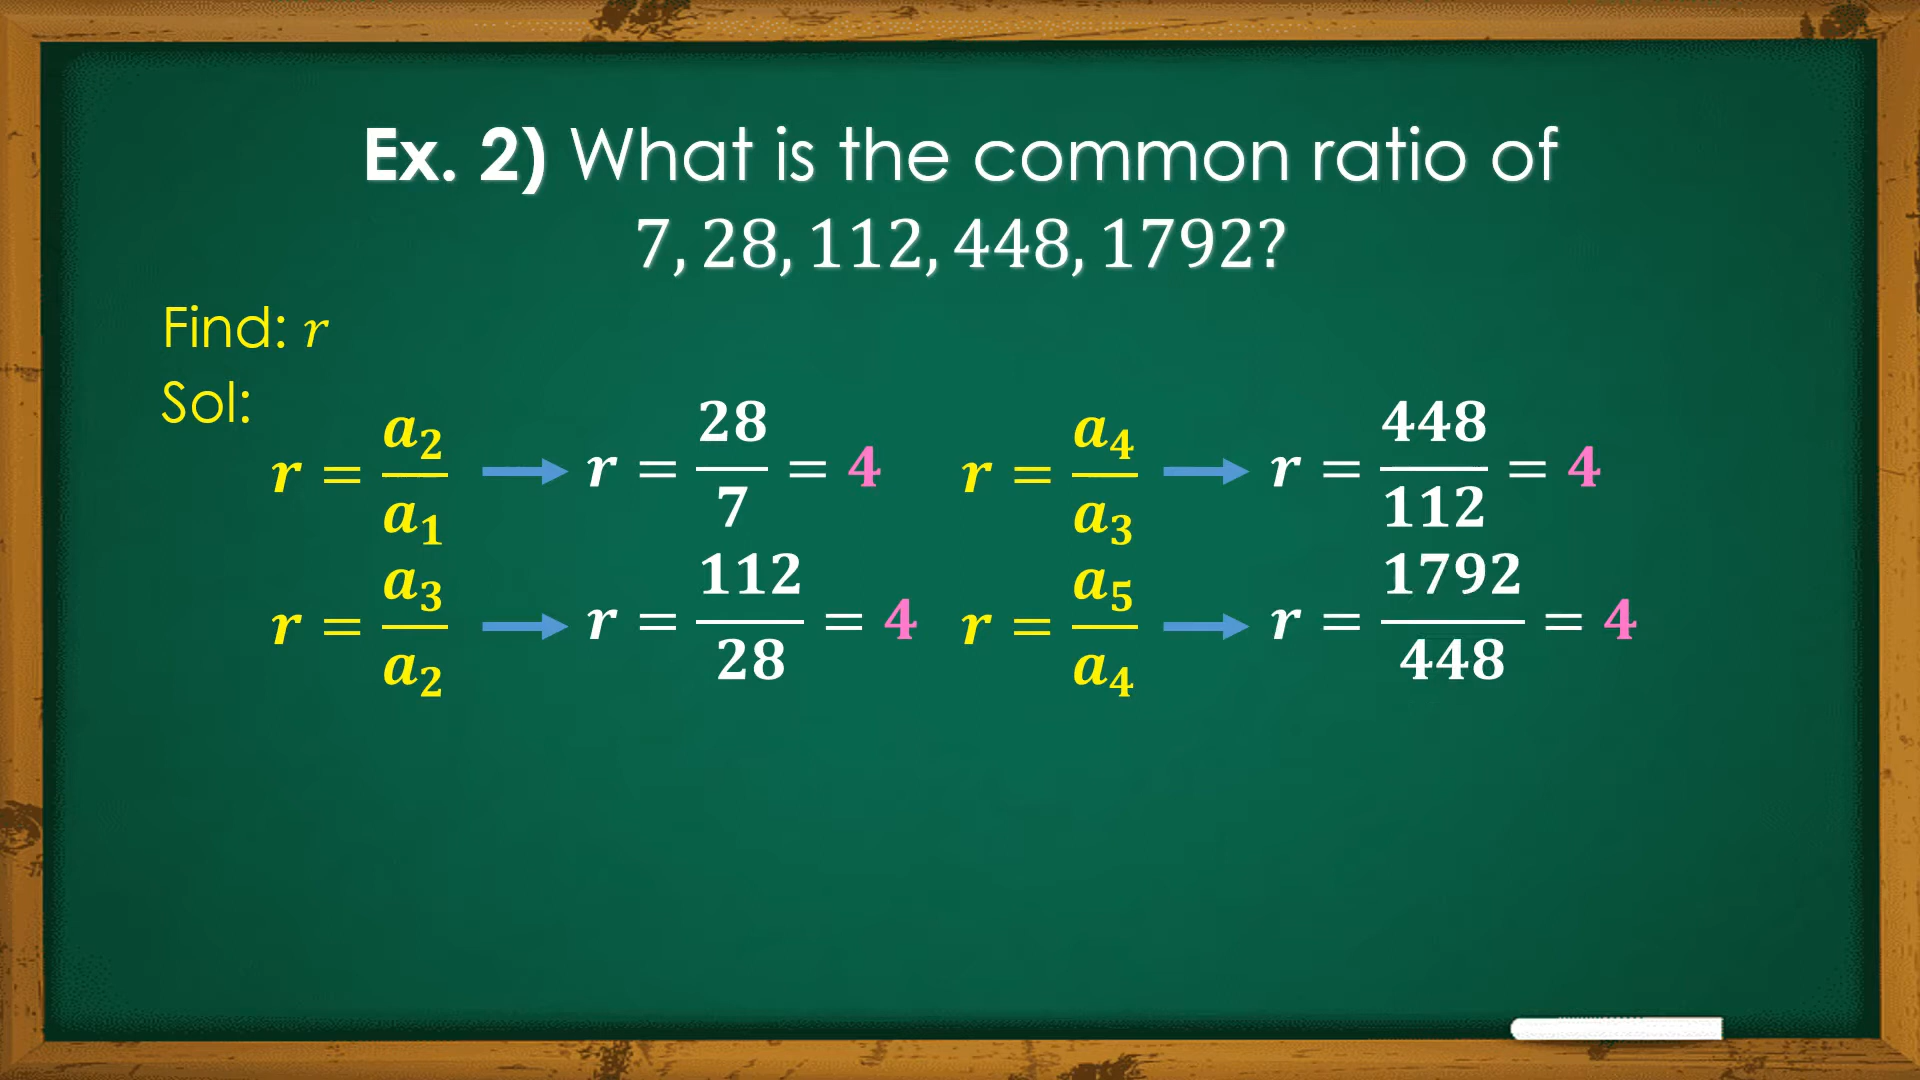 Ex. 2) What is the common ratio of
7, 28, 112, 448, 1792?
Find: r
Sol:
r = a₂/a₁ → r = 28/7 = 4 r = a₄/a₃ → r = 448/112 = 4
r = a₃/a₂ → r = 112/28 = 4 r = a₅/a₄ → r = 1792/448 = 4